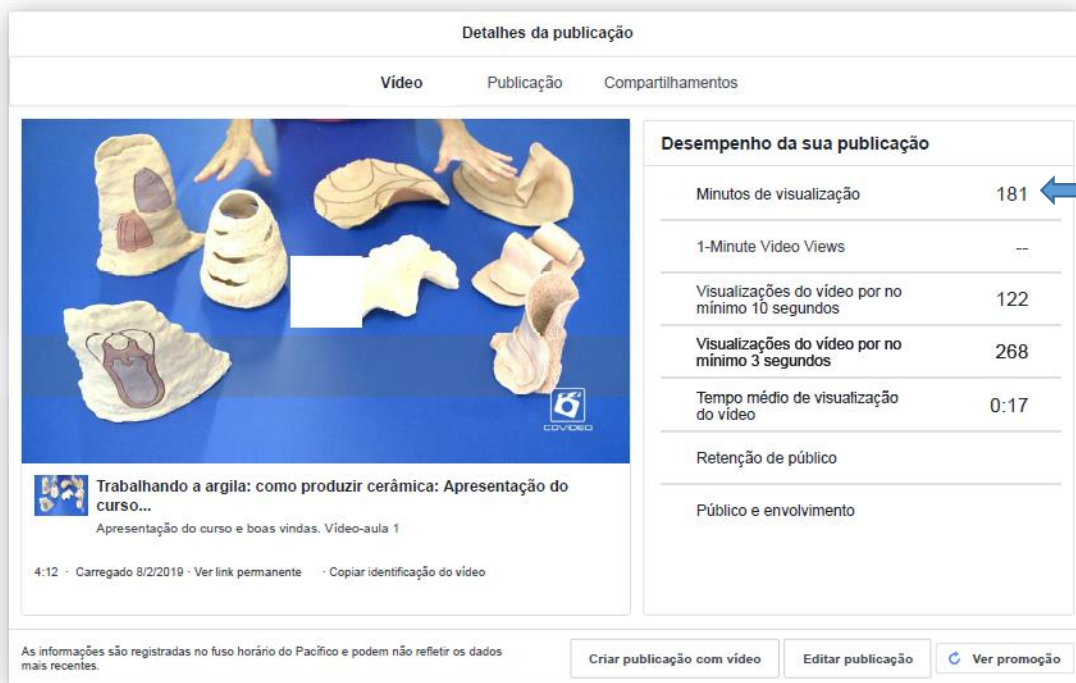 Detalhes da publicação
Vídeo Publicação Compartilhamentos
COVIDEO
Trabalhando a argila: como produzir cerâmica: Apresentação do
curso...
Apresentação do curso e boas vindas. Vídeo-aula 1
4:12 · Carregado 8/2/2019 · Ver link permanente · Copiar identificação do vídeo
Desempenho da sua publicação
Minutos de visualização 181
1-Minute Video Views --
Visualizações do vídeo por no
mínimo 10 segundos 122
Visualizações do vídeo por no
mínimo 3 segundos 268
Tempo médio de visualização
do vídeo 0:17
Retenção de público
Público e envolvimento
As informações são registradas no fuso horário do Pacífico e podem não refletir os dados
mais recentes.
Criar publicação com vídeo Editar publicação Ver promoção